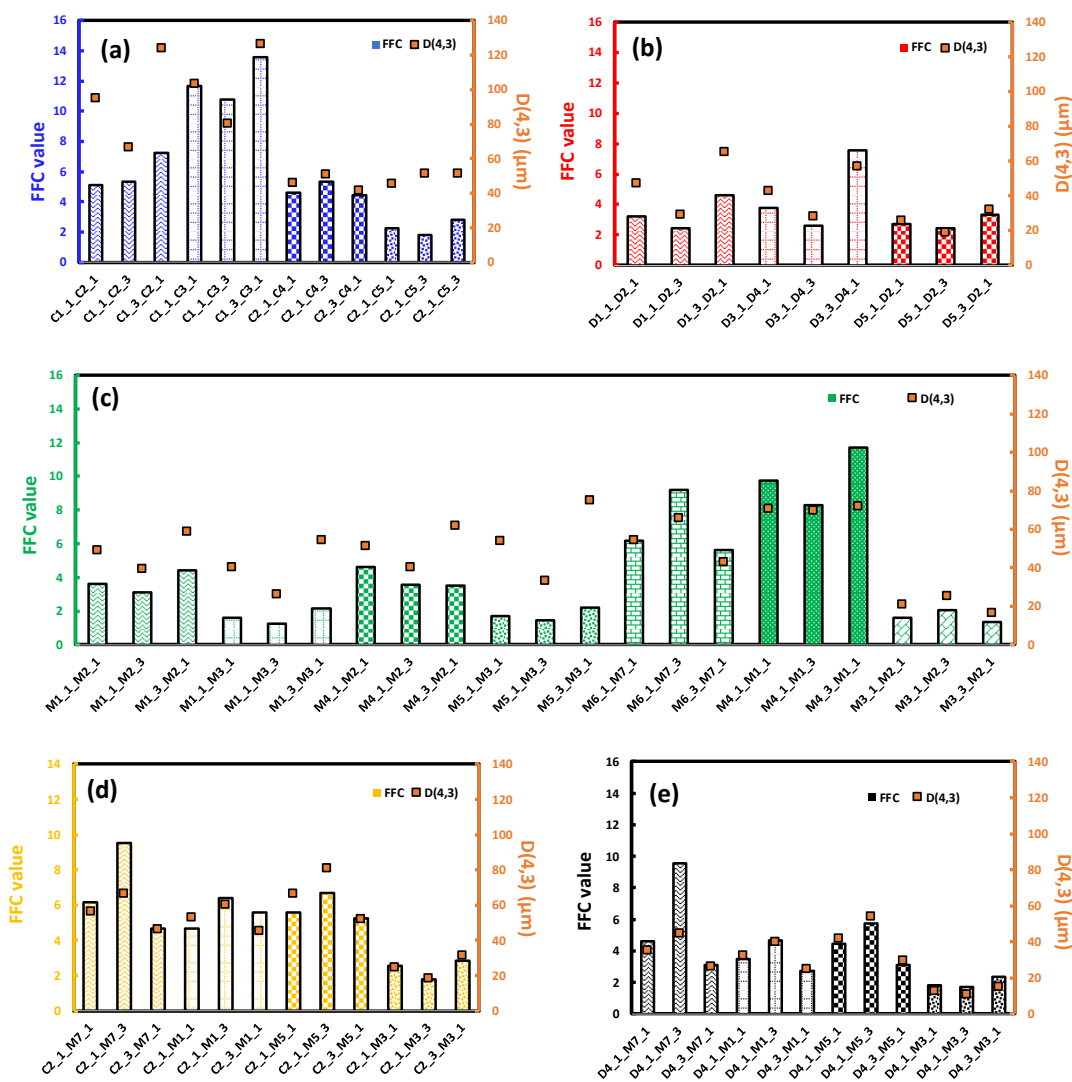 (a)
FFC D(4,3)
FFC value
16
14
12
10
8
6
4
2
0
140
120
100
80
60
40
20
0
D(4,3) (µm)
C1_1_C2_1
C1_1_C2_3
C1_3_C2_1
C1_1_C3_1
C1_1_C3_3
C1_3_C3_1
C2_1_C4_1
C2_1_C4_3
C2_3_C4_1
C2_1_C5_1
C2_1_C5_3
C2_1_C5_3
(b)
FFC D(4,3)
FFC value
16
14
12
10
8
6
4
2
0
140
120
100
80
60
40
20
0
D(4,3) (µm)
D1_1_D2_1
D1_1_D2_3
D1_3_D2_1
D3_1_D4_1
D3_1_D4_3
D3_3_D4_1
D5_1_D2_1
D5_1_D2_3
D5_3_D2_1
(c)
FFC D(4,3)
FFC value
16
14
12
10
8
6
4
2
0
140
120
100
80
60
40
20
0
D(4,3) (µm)
M1_1_M2_1
M1_1_M2_3
M1_3_M2_1
M1_1_M3_1
M1_1_M3_3
M1_3_M3_1
M4_1_M2_1
M4_1_M2_3
M4_3_M2_1
M5_1_M3_1
M5_1_M3_3
M5_3_M3_1
M6_1_M7_1
M6_1_M7_3
M6_3_M7_1
M4_1_M1_1
M4_1_M1_3
M4_3_M1_1
M3_1_M2_1
M3_1_M2_3
M3_3_M2_1
(d)
FFC D(4,3)
FFC value
14
12
10
8
6
4
2
0
140
120
100
80
60
40
20
0
D(4,3) (µm)
C2_1_M7_1
C2_1_M7_3
C2_3_M7_1
C2_1_M1_1
C2_1_M1_3
C2_3_M1_1
C2_1_M5_1
C2_1_M5_3
C2_3_M5_1
C2_1_M3_1
C2_1_M3_3
C2_3_M3_1
(e)
FFC D(4,3)
FFC value
16
14
12
10
8
6
4
2
0
140
120
100
80
60
40
20
0
D(4,3) (µm)
D4_1_M7_1
D4_1_M7_3
D4_3_M7_1
D4_1_M1_1
D4_1_M1_3
D4_3_M1_1
D4_1_M5_1
D4_1_M5_3
D4_3_M5_1
D4_1_M3_1
D4_1_M3_3
D4_3_M3_1